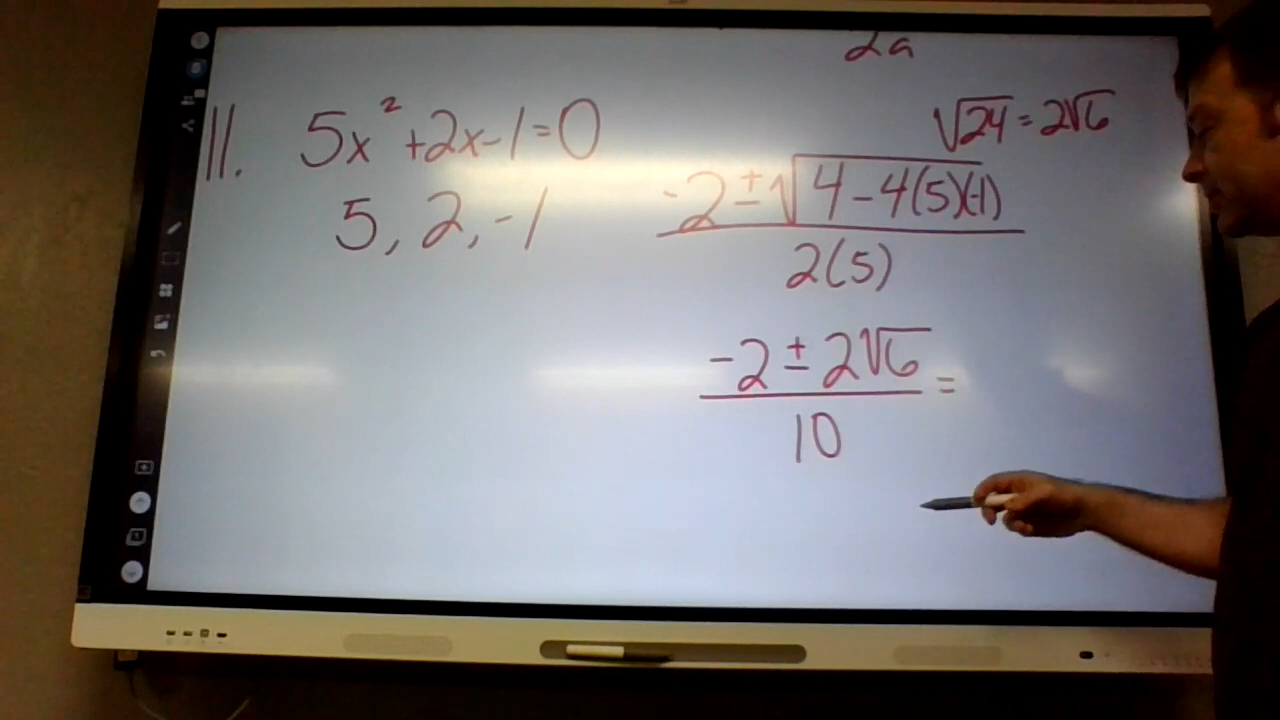 2a
11. 5x² +2x-1=0
5, 2, -1
√24 = 2√6
-2 ± √4-4(5)(-1)
2(5)
-2 ± 2√6 =
10